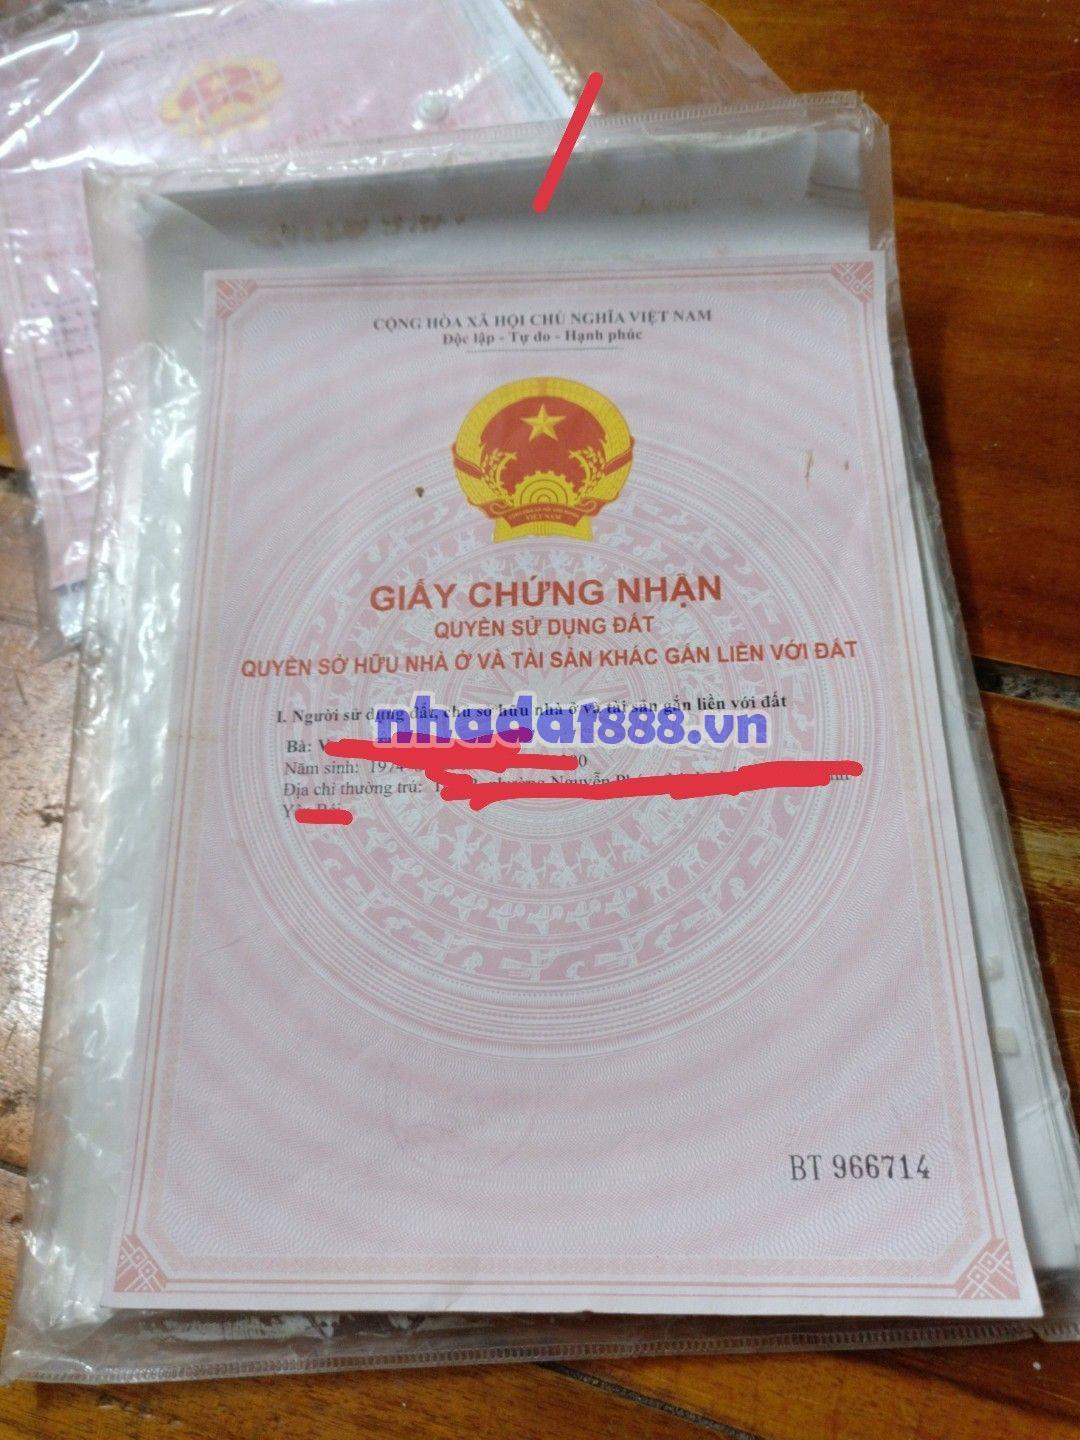 CỘNG HÒA XÃ HỘI CHỦ NGHĨA VIỆT NAM
Độc lập - Tự do - Hạnh phúc
VIỆT NAM
GIẤY CHỨNG NHẬN
QUYỀN SỬ DỤNG ĐẤT
QUYỀN SỞ HỮU NHÀ Ở VÀ TÀI SẢN KHÁC GẮN LIỀN VỚI ĐẤT
I. Người sử dụng đất, chủ sở hữu nhà ở và tài sản gắn liền với đất
nhadat888.vn
Bà:
Năm sinh: 1974
Địa chỉ thường trú:
BT 966714